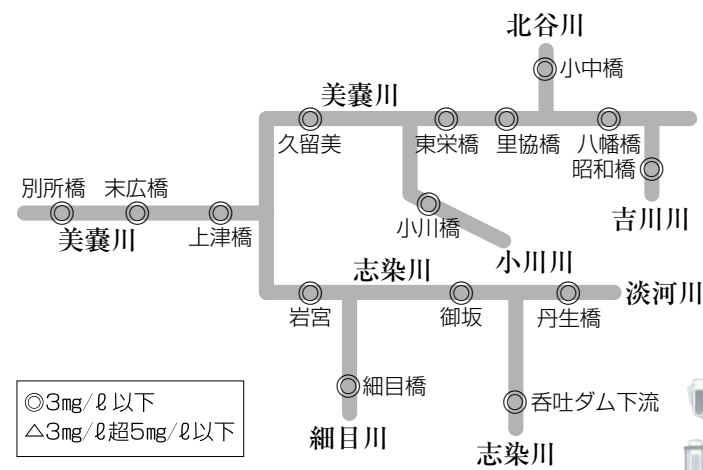 北谷川
◎小中橋
美嚢川
久留美
東栄橋
里協橋
八幡橋
昭和橋
別所橋
末広橋
上津橋
美嚢川
小川橋
吉川川
小川川
志染川
淡河川
岩宮
御坂
丹生橋
◎3㎎/ℓ以下
△3㎎/ℓ超5㎎/ℓ以下
細目橋
呑吐ダム下流
細目川
志染川